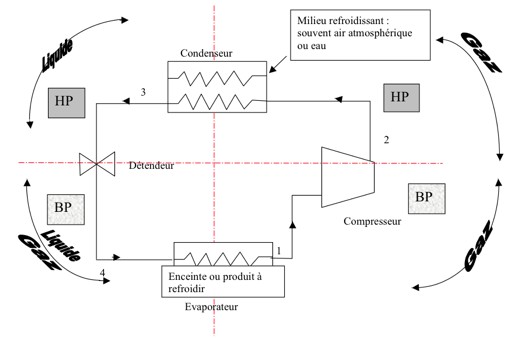 Milieu refroidissant :
souvent air atmosphérique
ou eau
Condenseur
Liquide
Gaz
HP
3
HP
2
Détendeur
BP
BP
Compresseur
Liquide
Gaz
Gaz
1
4
Enceinte ou produit à
refroidir
Evaporateur